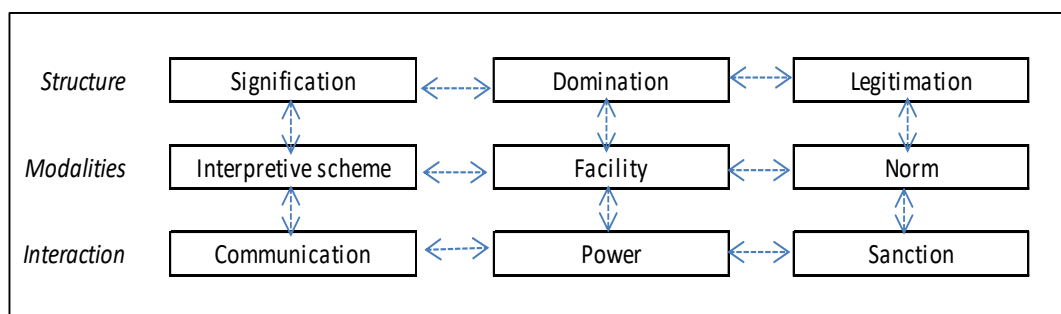 Structure Signification Domination Legitimation
Modalities Interpretive scheme Facility Norm
Interaction Communication Power Sanction